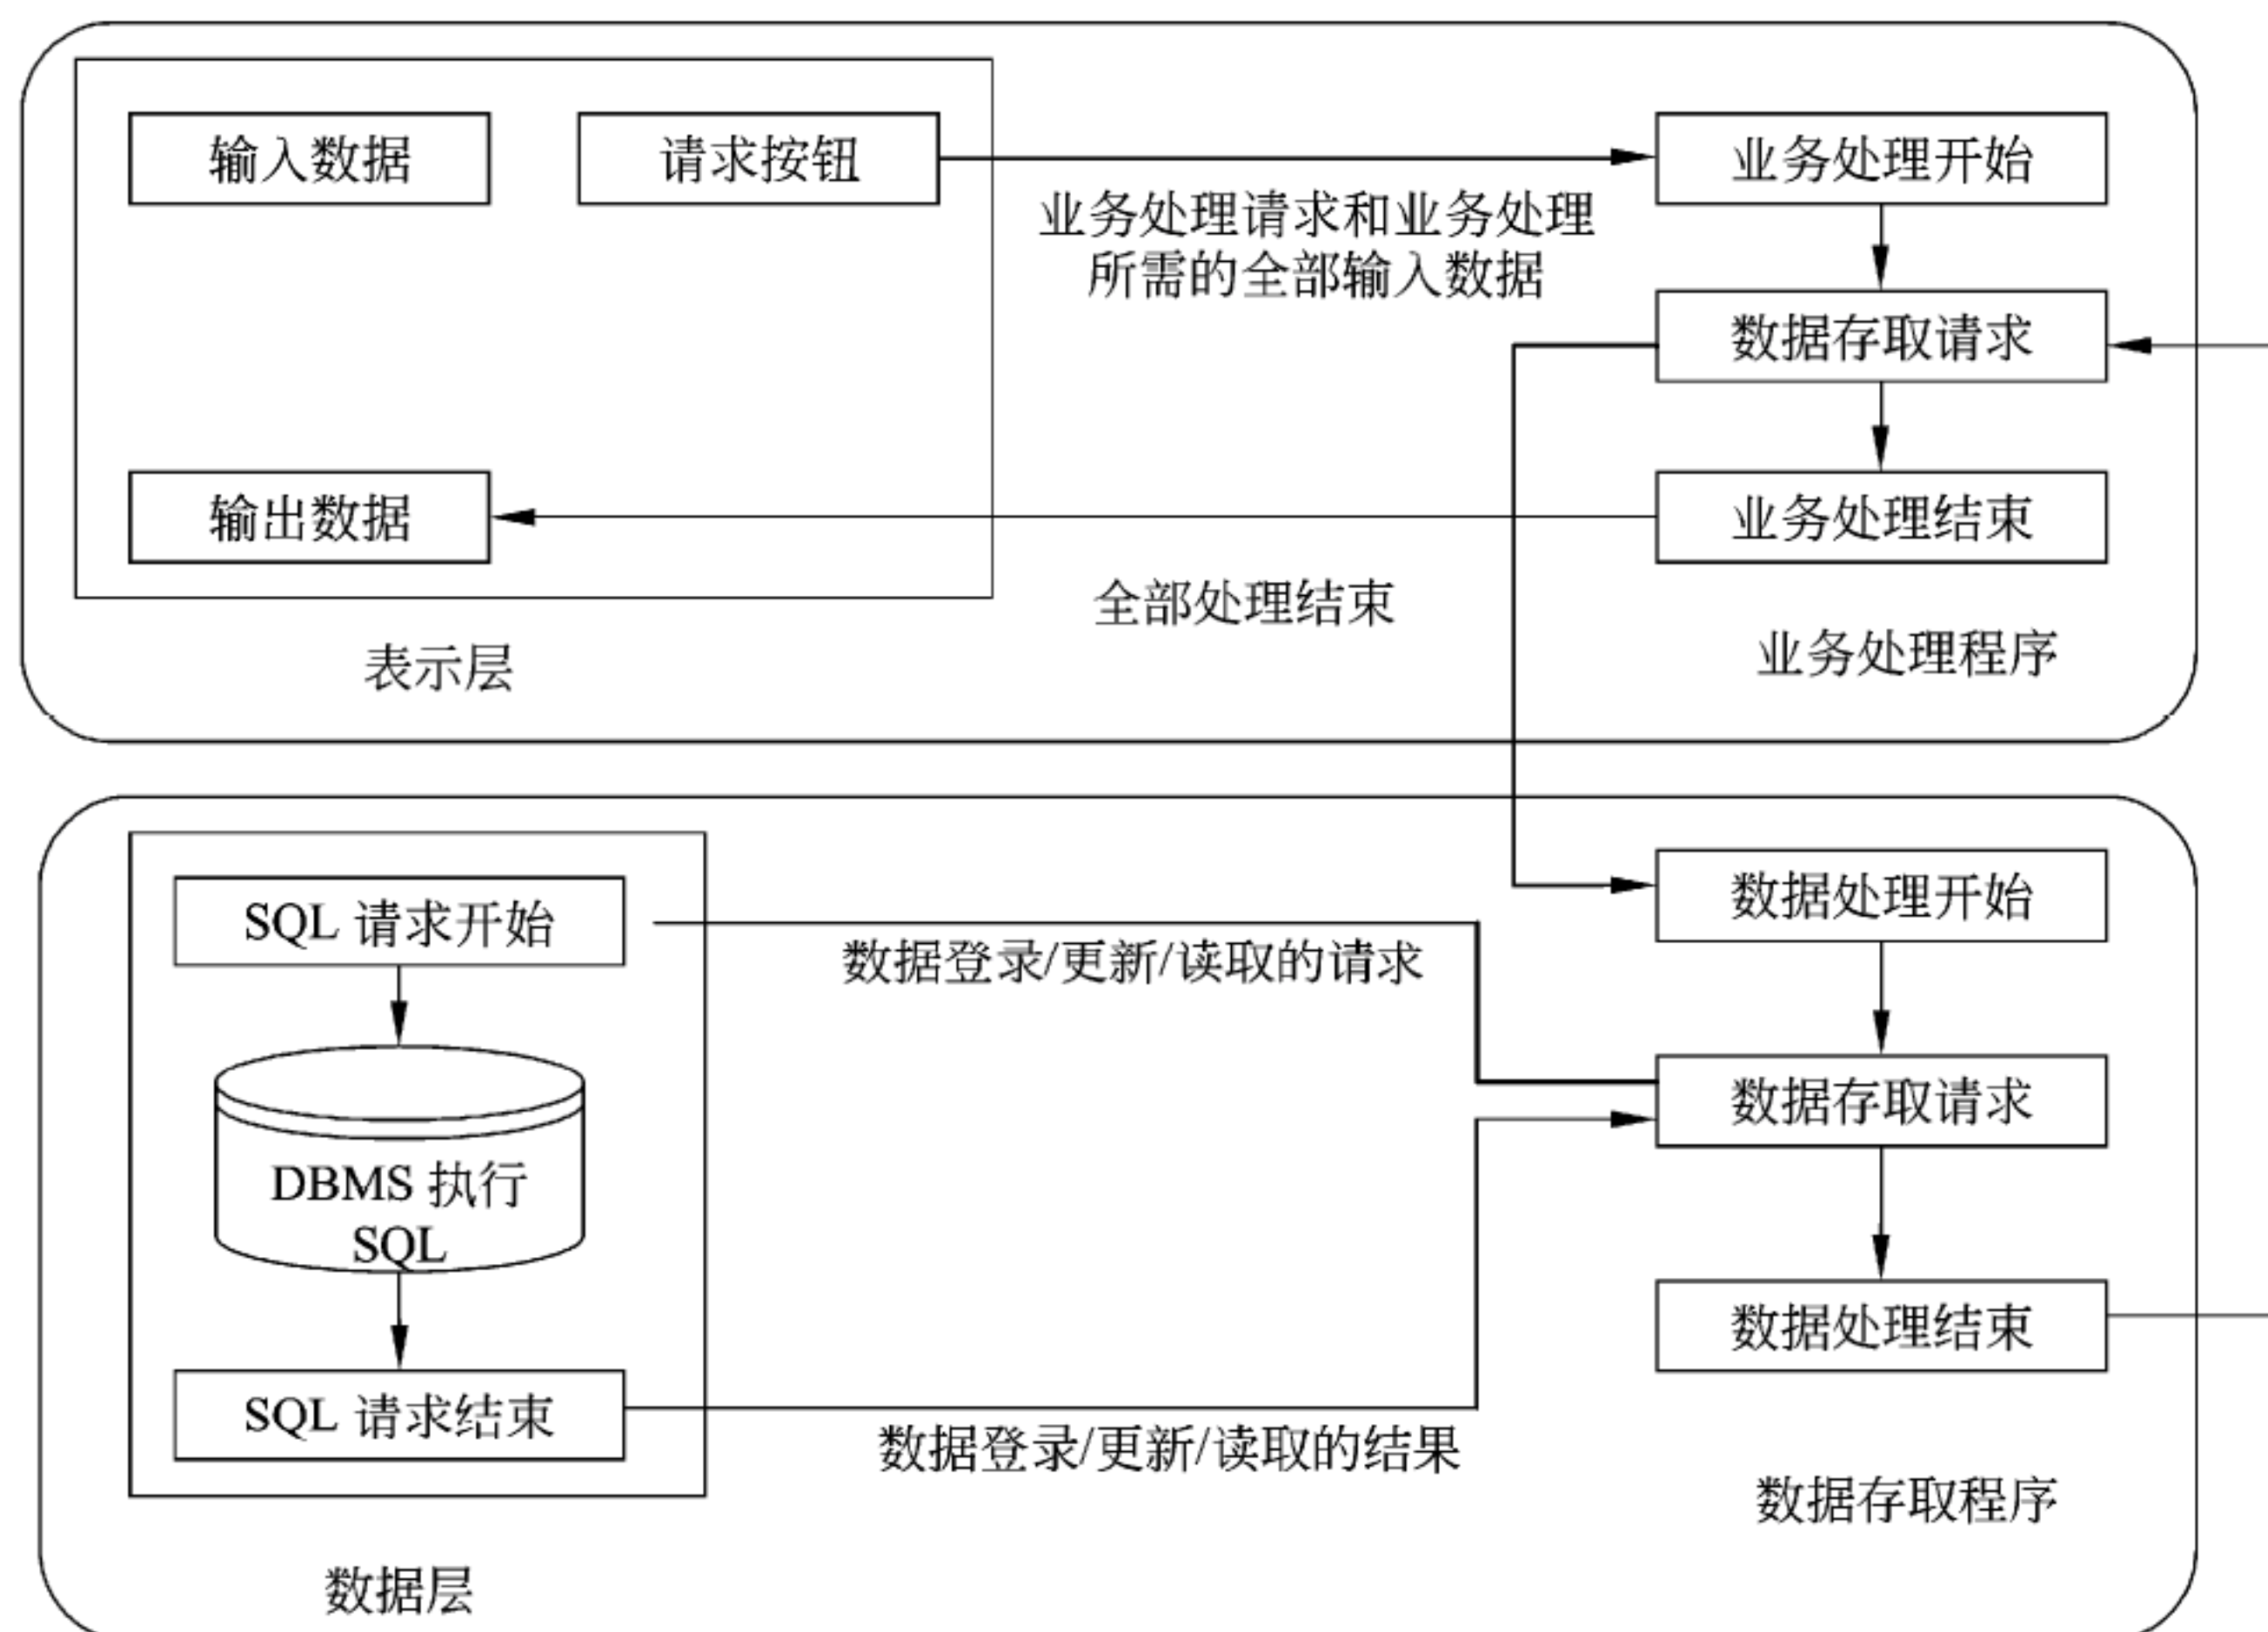 输入数据
请求按钮
业务处理开始
业务处理请求和业务处理
所需的全部输入数据
数据存取请求
输出数据
业务处理结束
全部处理结束
表示层
业务处理程序
SQL 请求开始
数据登录/更新/读取的请求
数据处理开始
数据存取请求
DBMS 执行
SQL
数据处理结束
SQL 请求结束
数据登录/更新/读取的结果
数据存取程序
数据层